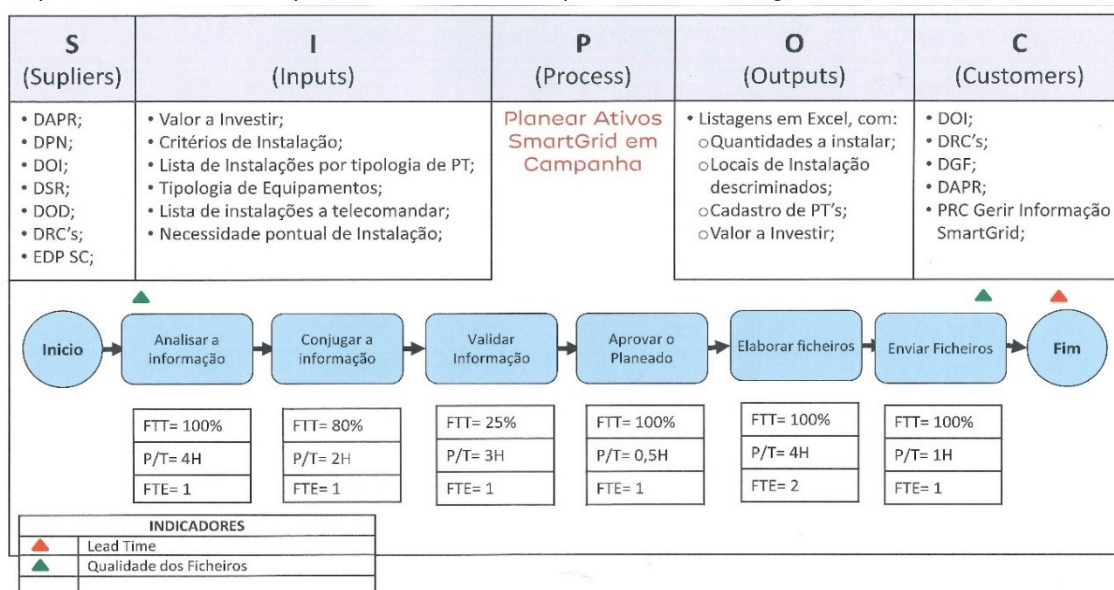 S
(Supliers)
I
(Inputs)
P
(Process)
O
(Outputs)
C
(Customers)
• DAPR;
• DPN;
• DOI;
• DSR;
• DOD;
• DRC's;
• EDP SC;
• Valor a Investir;
• Critérios de Instalação;
• Lista de Instalações por tipologia de PT;
• Tipologia de Equipamentos;
• Lista de instalações a telecomandar;
• Necessidade pontual de Instalação;
Planear Ativos
SmartGrid em
Campanha
• Listagens em Excel, com:
o Quantidades a instalar;
o Locais de Instalação
descriminados;
o Cadastro de PT's;
o Valor a Investir;
• DOI;
• DRC's;
• DGF;
• DAPR;
• PRC Gerir Informação
SmartGrid;
Inicio
Analisar a
informação
Conjugar a
informação
Validar
Informação
Aprovar o
Planeado
Elaborar ficheiros
Enviar Ficheiros
Fim
FTT= 100%
P/T= 4H
FTE= 1
FTT= 80%
P/T= 2H
FTE= 1
FTT= 25%
P/T= 3H
FTE= 1
FTT= 100%
P/T= 0,5H
FTE= 1
FTT= 100%
P/T= 4H
FTE= 2
FTT= 100%
P/T= 1H
FTE= 1
INDICADORES
Lead Time
Qualidade dos Ficheiros